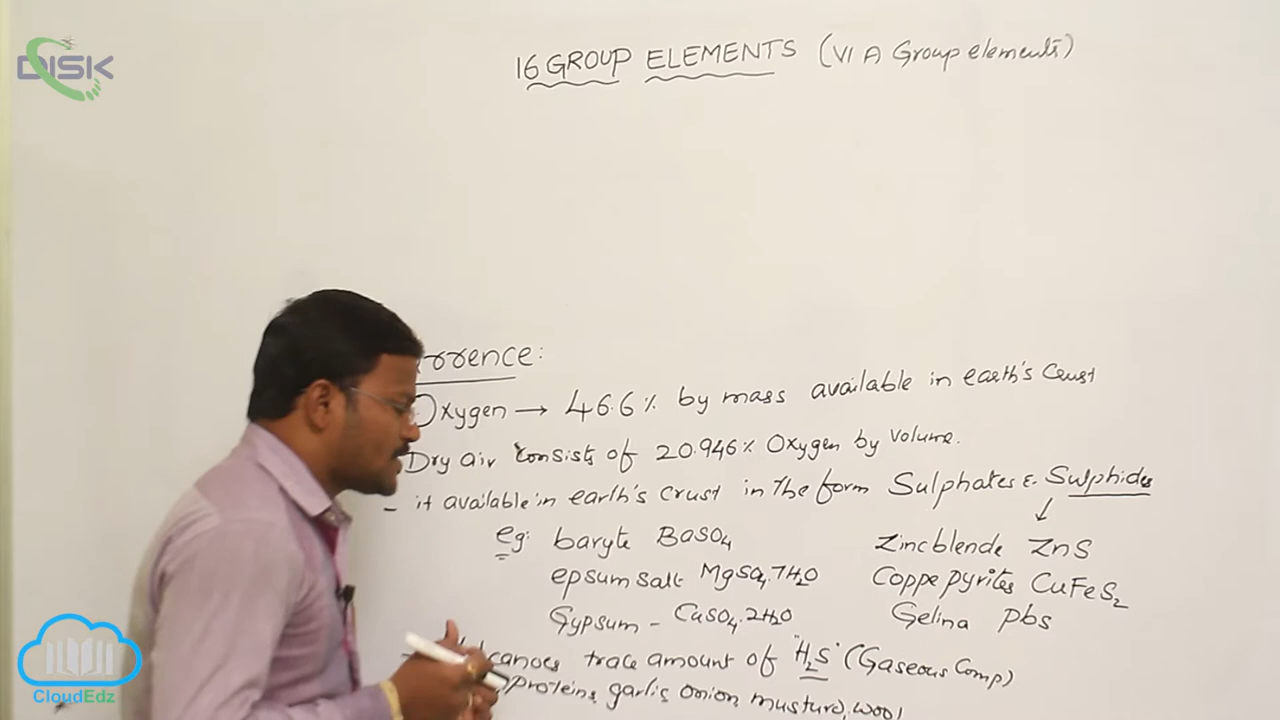 DISK
16 GROUP ELEMENTS (VI A Group elements)
rrence:
Oxygen → 46.6% by mass available in earth's crust
Dry air consists of 20.946% Oxygen by volume.
- it available in earth's crust in the form Sulphates & Sulphides
eg: baryte BaSO4 Zincblende ZnS
epsum salt MgSO4.7H2O Coppe pyrites CuFeS2
Gypsum - CaSO4.2H2O Gelina Pbs
canoes trace amount of "H2S" (Gaseous Comp)
proteins, garlic onion musturd, wool
CloudEdz